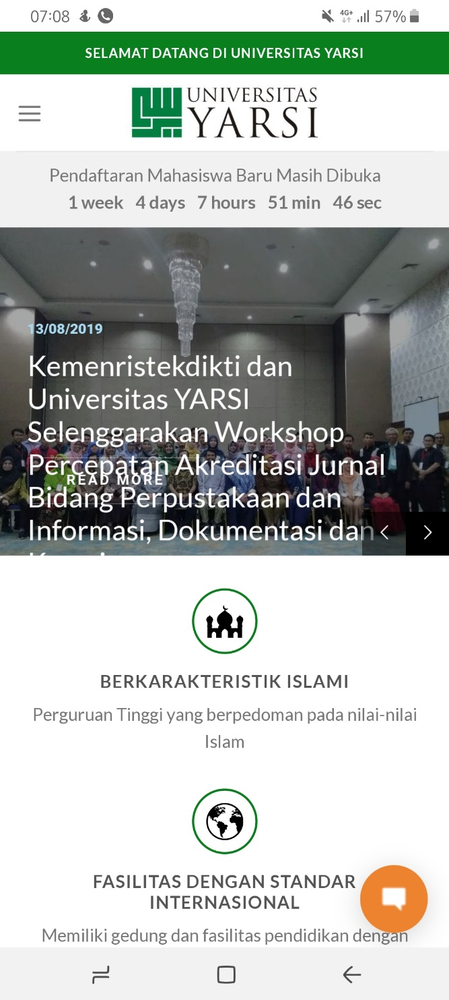 07:08
4G+
57%
SELAMAT DATANG DI UNIVERSITAS YARSI
UNIVERSITAS
YARSI
Pendaftaran Mahasiswa Baru Masih Dibuka
1 week 4 days 7 hours 51 min 46 sec
13/08/2019
Kemenristekdikti dan
Universitas YARSI
Selenggarakan Workshop
Percepatan Akreditasi Jurnal
READ MORE
Bidang Perpustakaan dan
Informasi, Dokumentasi dan
BERKARAKTERISTIK ISLAMI
Perguruan Tinggi yang berpedoman pada nilai-nilai
Islam
FASILITAS DENGAN STANDAR
INTERNASIONAL
Memiliki gedung dan fasilitas pendidikan dengan